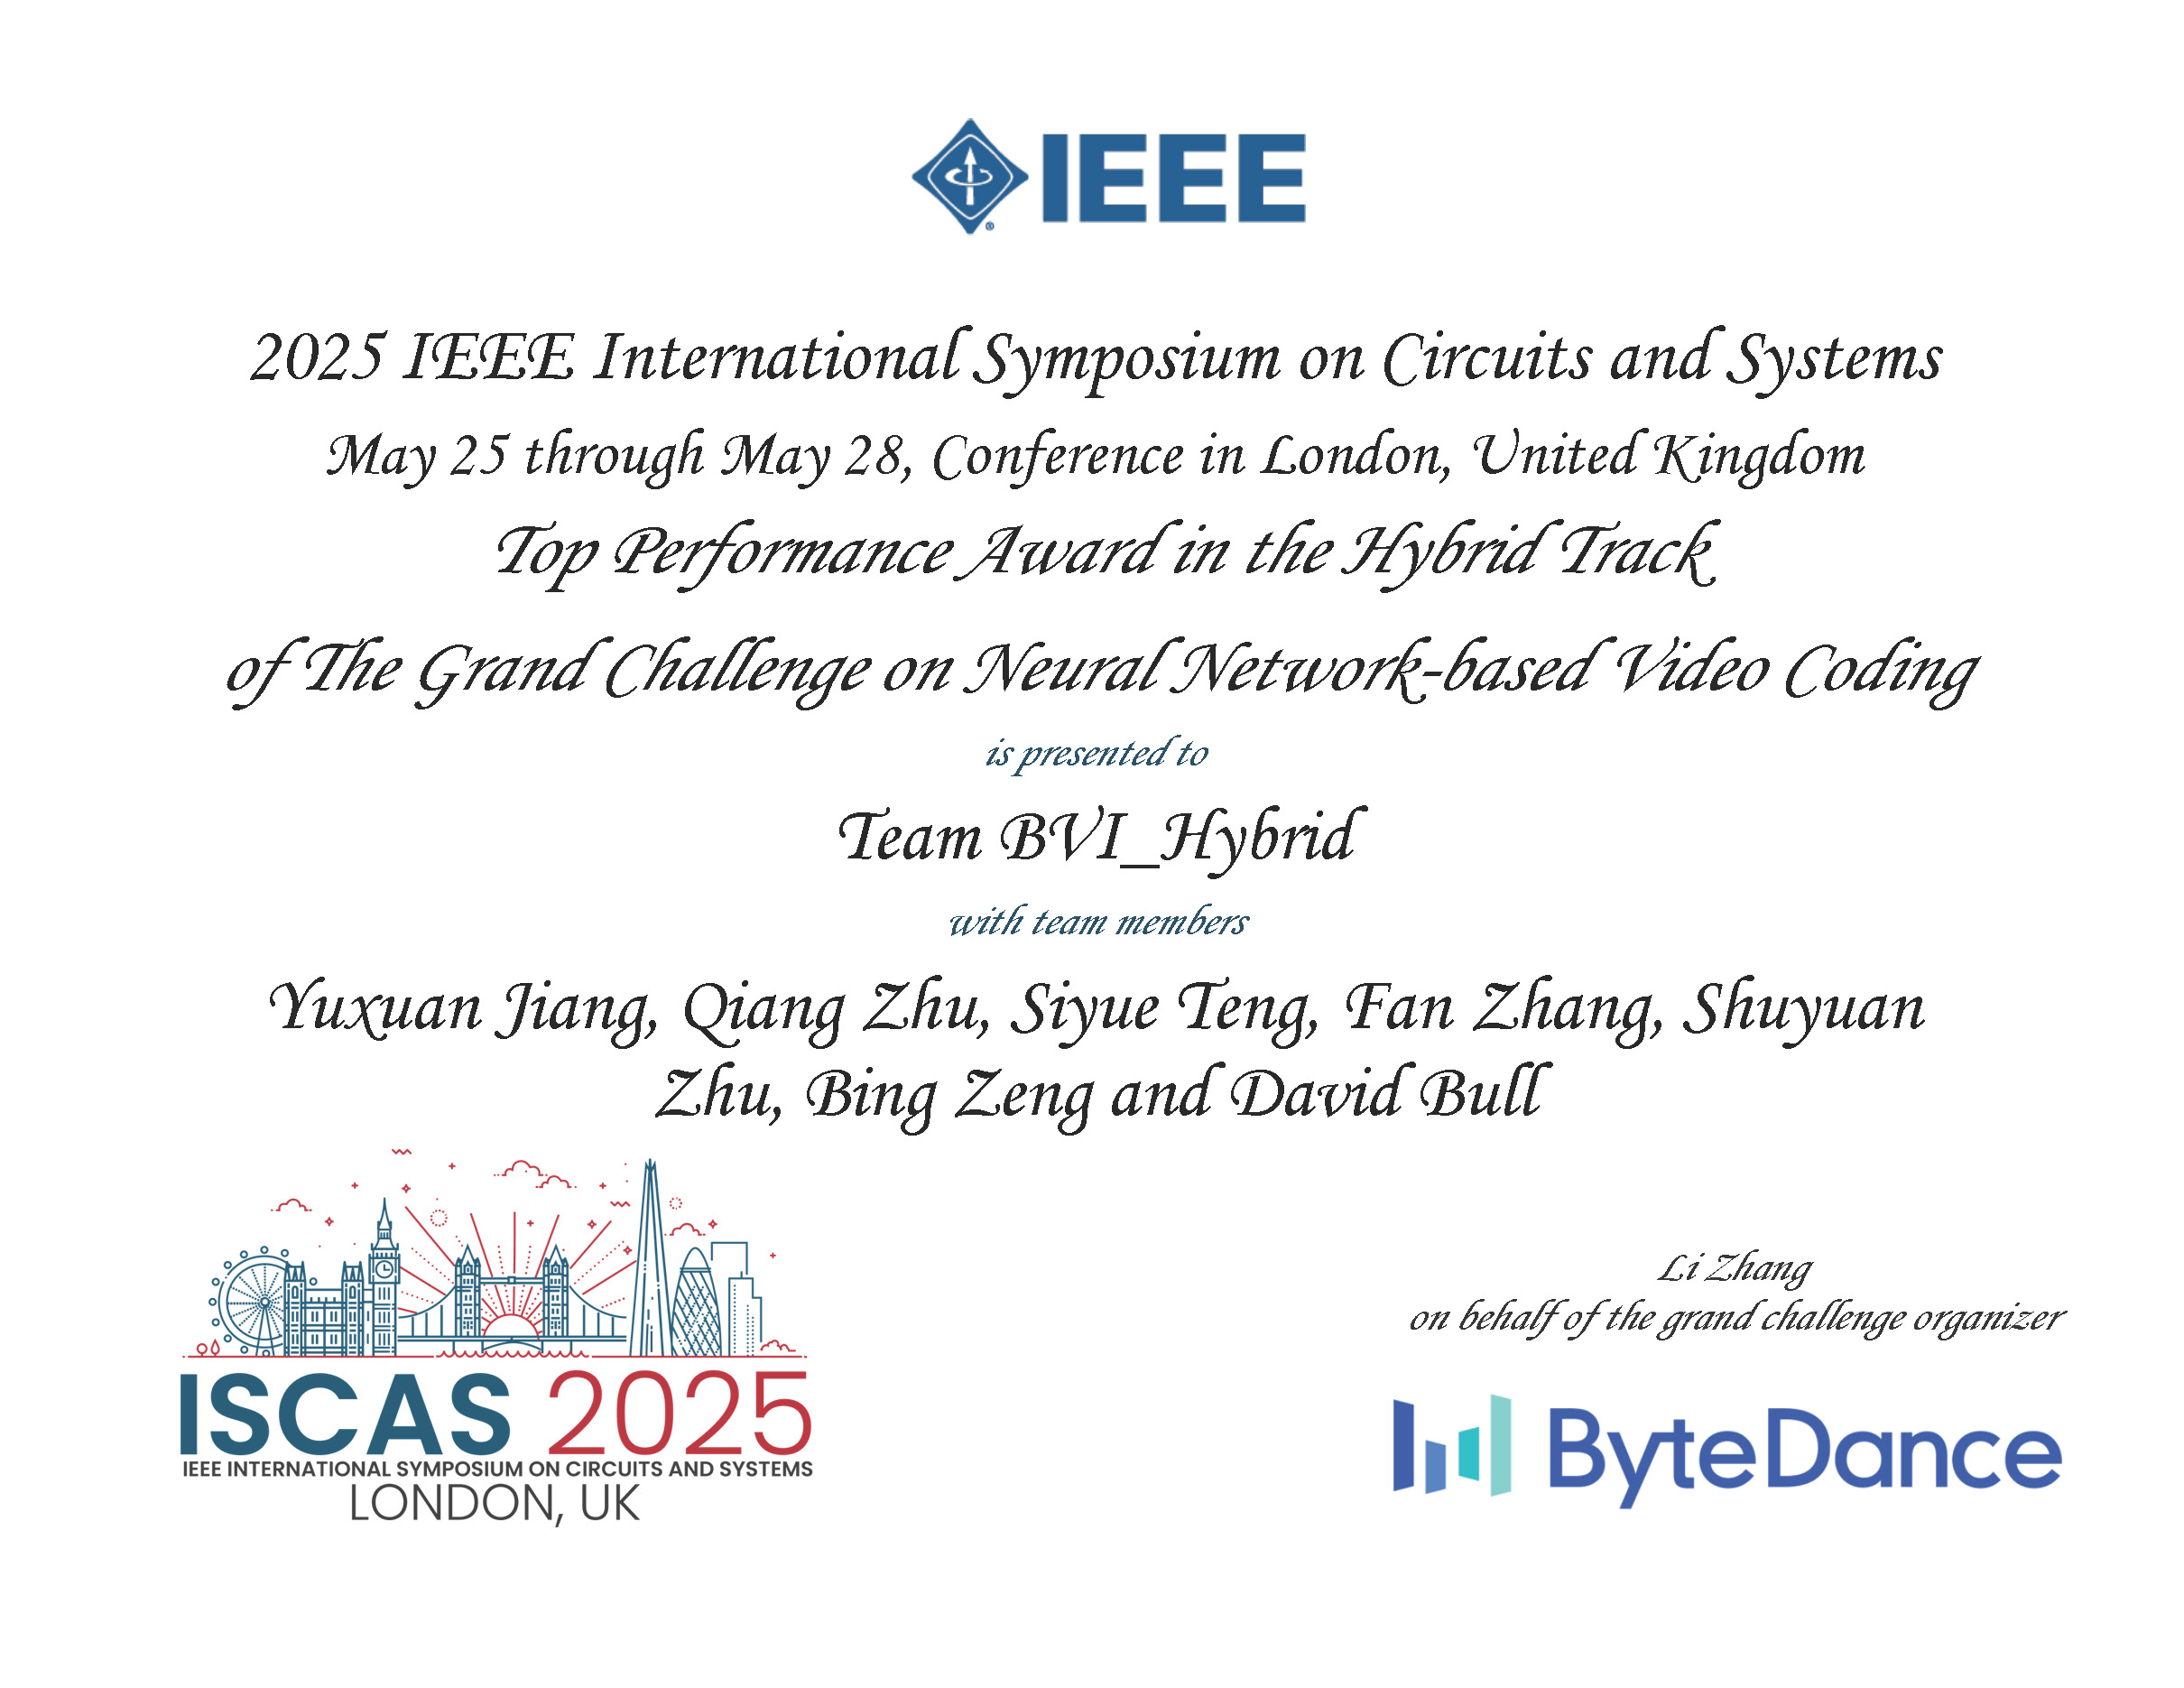 IEEE
2025 IEEE International Symposium on Circuits and Systems
May 25 through May 28, Conference in London, United Kingdom
Top Performance Award in the Hybrid Track
of The Grand Challenge on Neural Network-based Video Coding
is presented to
Team BVI_Hybrid
with team members
Yuxuan Jiang, Qiang Zhu, Siyue Teng, Fan Zhang, Shuyuan
Zhu, Bing Zeng and David Bull
Li Zhang
on behalf of the grand challenge organizer
ISCAS 2025
IEEE INTERNATIONAL SYMPOSIUM ON CIRCUITS AND SYSTEMS
LONDON, UK
ByteDance